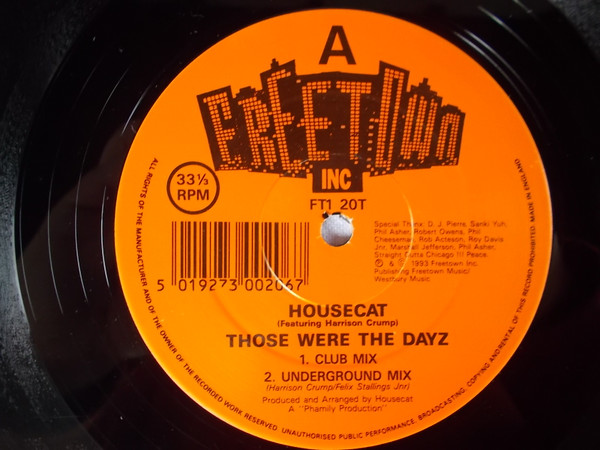 A
FREETOWN
INC
33⅓
RPM
FT1 20T
5 019273 002067
Special Thanx: D. J. Pierre, Sanki Yuh,
Phil Asher, Robert Owens, Phil
Cheeseman, Rob Acteson, Roy Davis
Jnr, Marshall Jefferson, Phil Asher,
Straight Outta Chicago !!! Peace.
℗ & © 1993 Freetown Inc.
Publishing Freetown Music/
Westbury Music.
HOUSECAT
(Featuring Harrison Crump)
THOSE WERE THE DAYZ
1. CLUB MIX
2. UNDERGROUND MIX
(Harrison Crump/Felix Stallings Jnr)
Produced and Arranged by Housecat
A "Phamily Production"
ALL RIGHTS OF THE MANUFACTURER AND OF THE OWNER OF THE RECORDED WORK RESERVED. UNAUTHORISED PUBLIC PERFORMANCE, BROADCASTING, COPYING AND RENTAL OF THIS RECORD PROHIBITED. MADE IN ENGLAND